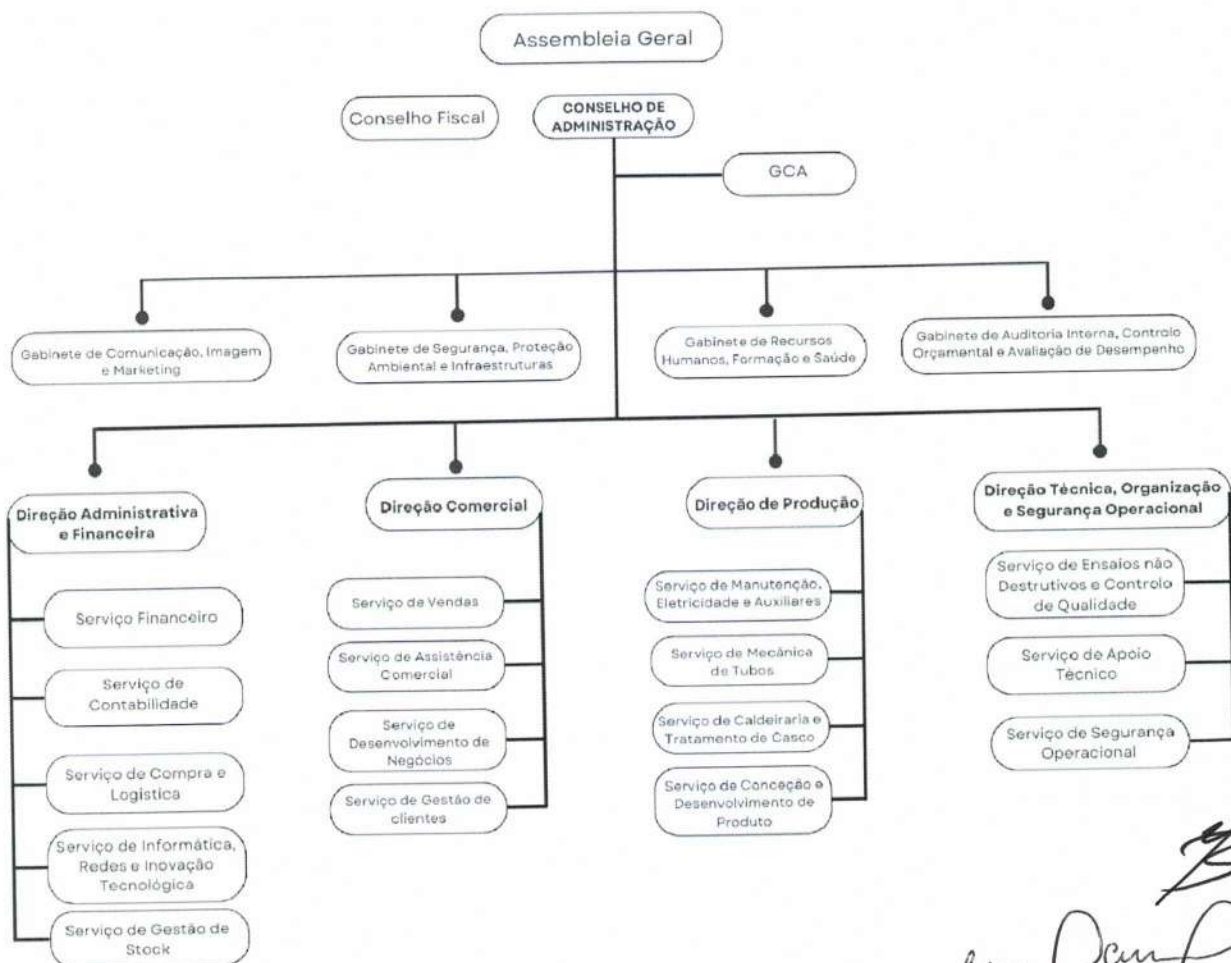 Assembleia Geral
Conselho Fiscal
CONSELHO DE
ADMINISTRAÇÃO
GCA
Gabinete de Comunicação, Imagem
e Marketing
Gabinete de Segurança, Proteção
Ambiental e Infraestruturas
Gabinete de Recursos
Humanos, Formação e Saúde
Gabinete de Auditoria Interna, Controlo
Orçamental e Avaliação de Desempenho
Direção Administrativa
e Financeira
Serviço Financeiro
Serviço de
Contabilidade
Serviço de Compra e
Logística
Serviço de Informática,
Redes e Inovação
Tecnológica
Serviço de Gestão de
Stock
Direção Comercial
Serviço de Vendas
Serviço de Assistência
Comercial
Serviço de
Desenvolvimento de
Negócios
Serviço de Gestão de
clientes
Direção de Produção
Serviço de Manutenção,
Eletricidade e Auxiliares
Serviço de Mecânica
de Tubos
Serviço de Caldeiraria e
Tratamento de Casco
Serviço de Conceção e
Desenvolvimento de
Produto
Direção Técnica, Organização
e Segurança Operacional
Serviço de Ensaios não
Destrutivos e Controlo
de Qualidade
Serviço de Apoio
Técnico
Serviço de Segurança
Operacional